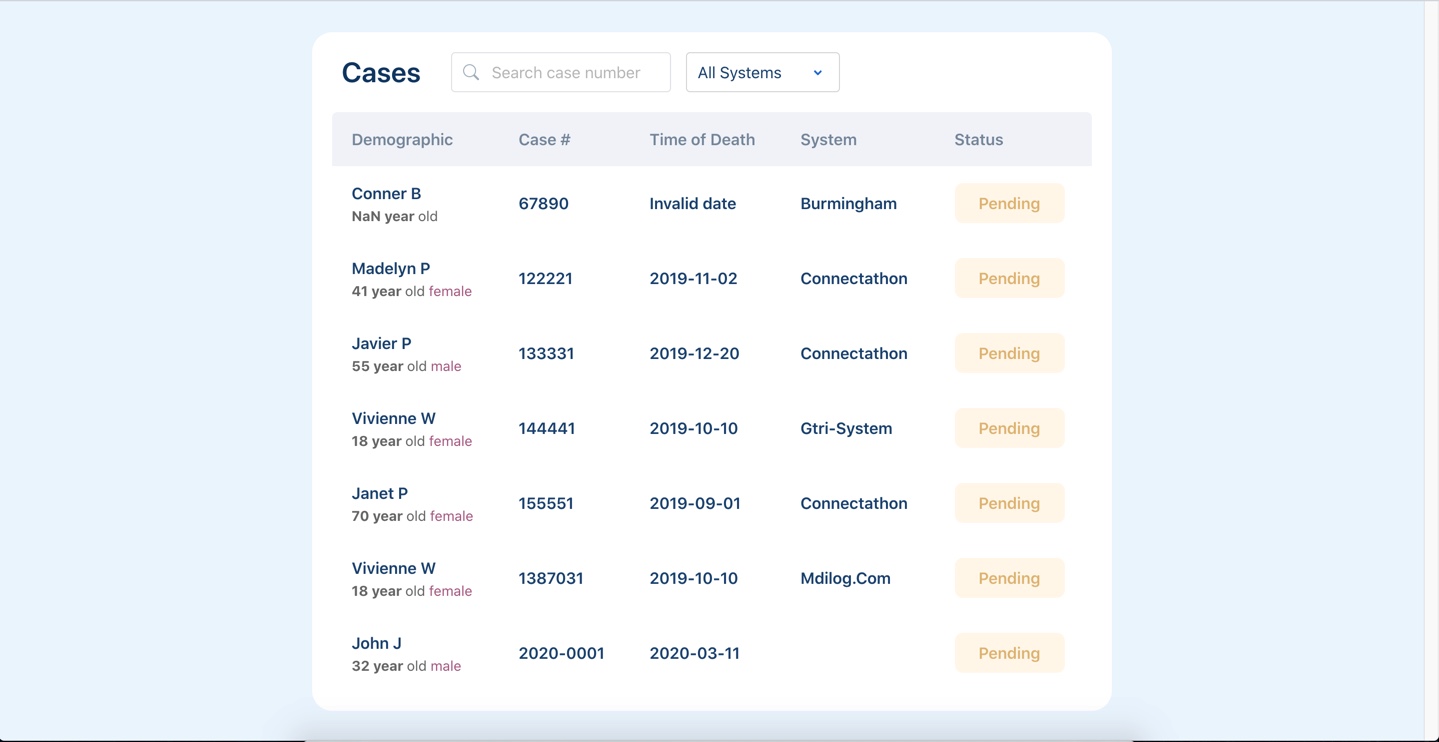 Cases
Search case number
All Systems
Demographic Case # Time of Death System Status
Conner B
NaN year old
67890 Invalid date Burmingham Pending
Madelyn P
41 year old female
122221 2019-11-02 Connectathon Pending
Javier P
55 year old male
133331 2019-12-20 Connectathon Pending
Vivienne W
18 year old female
144441 2019-10-10 Gtri-System Pending
Janet P
70 year old female
155551 2019-09-01 Connectathon Pending
Vivienne W
18 year old female
1387031 2019-10-10 Mdilog.Com Pending
John J
32 year old male
2020-0001 2020-03-11 Pending